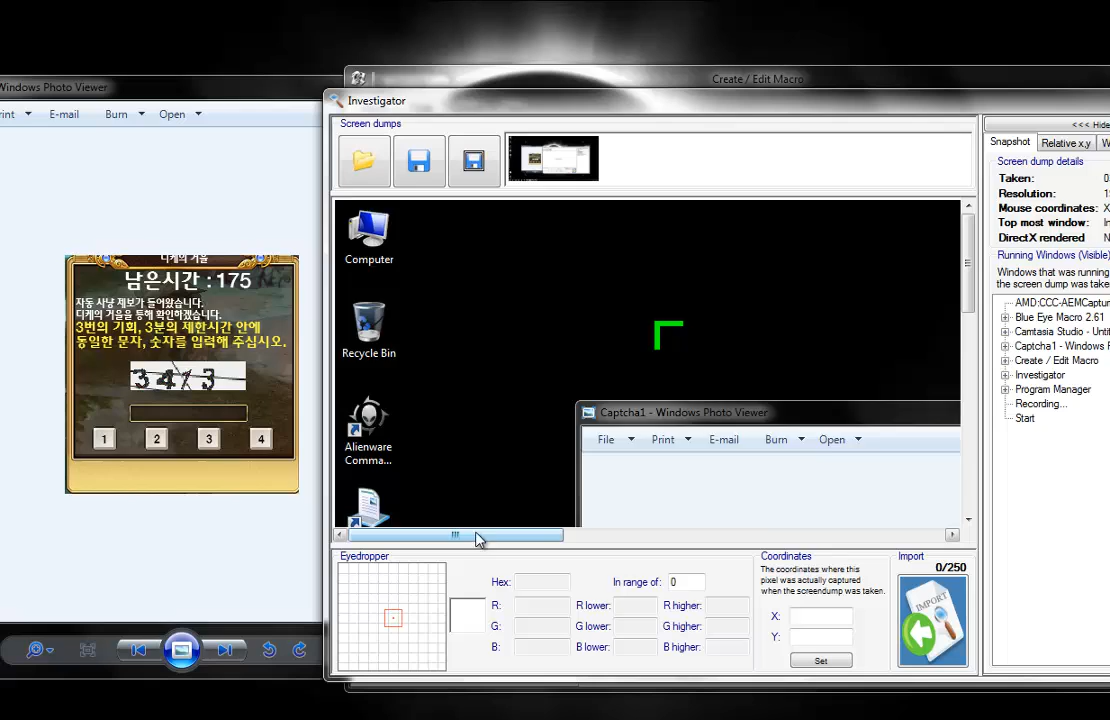 Create / Edit Macro
Windows Photo Viewer
Investigator
E-mail
Burn
Open
Screen dumps
<<< Hide
Snapshot
Relative x,y
Screen dump details
Taken:
Resolution:
Mouse coordinates:
X
Top most window:
DirectX rendered
Running Windows (Visible)
Windows that was running
the screen dump was
AMD:CCC-AEMCaptur
Blue Eye Macro 2.61
Camtasia Studio - Unti
Captcha1 - Windows P
Create / Edit Macro
Investigator
Program Manager
Recording...
Start
Computer
Recycle Bin
Alienware
Comma...
Captcha1 - Windows Photo Viewer
File
Print
E-mail
Burn
Open
디케의 거울
남은시간 : 175
자동 사냥 제보가 들어왔습니다.
디케의 거울을 통해 확인하겠습니다.
3번의 기회, 3분의 제한시간 안에
동일한 문자, 숫자를 입력해 주십시오.
1 2 3 4
Eyedropper
Hex:
In range of: 0
R: R lower: R higher:
G: G lower: G higher:
B: B lower: B higher:
Coordinates
The coordinates where this
pixel was actually captured
when the screendump was taken.
X:
Y:
Set
Import
0/250
IMPORT